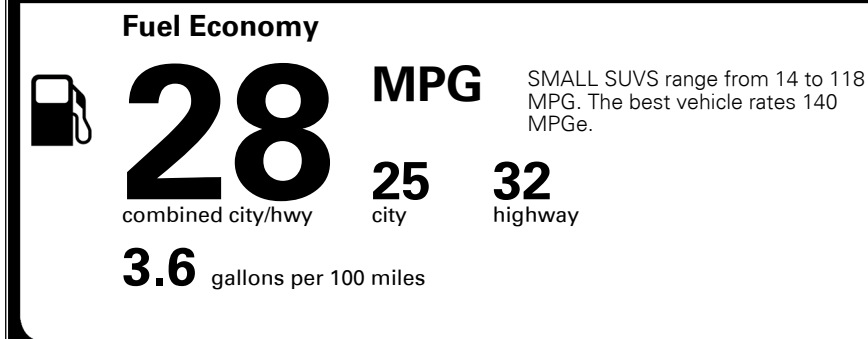 Fuel Economy
28 MPG
SMALL SUVS range from 14 to 118
MPG. The best vehicle rates 140
MPGe.
combined city/hwy
25
city
32
highway
3.6 gallons per 100 miles